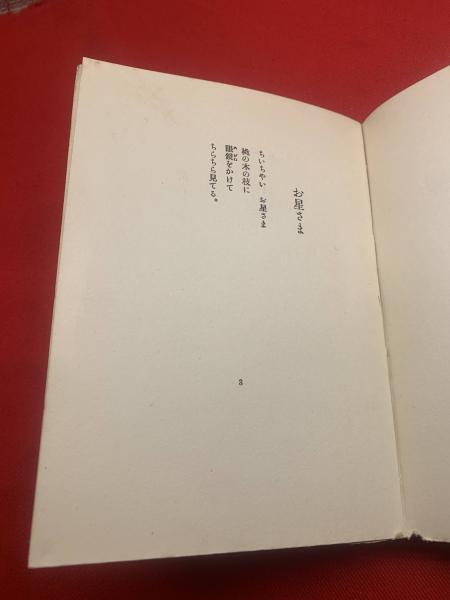 お星さま
ちいちやい　お星さま
桃の木の枝に
眼鏡をかけて
ちらちら見てる。
3